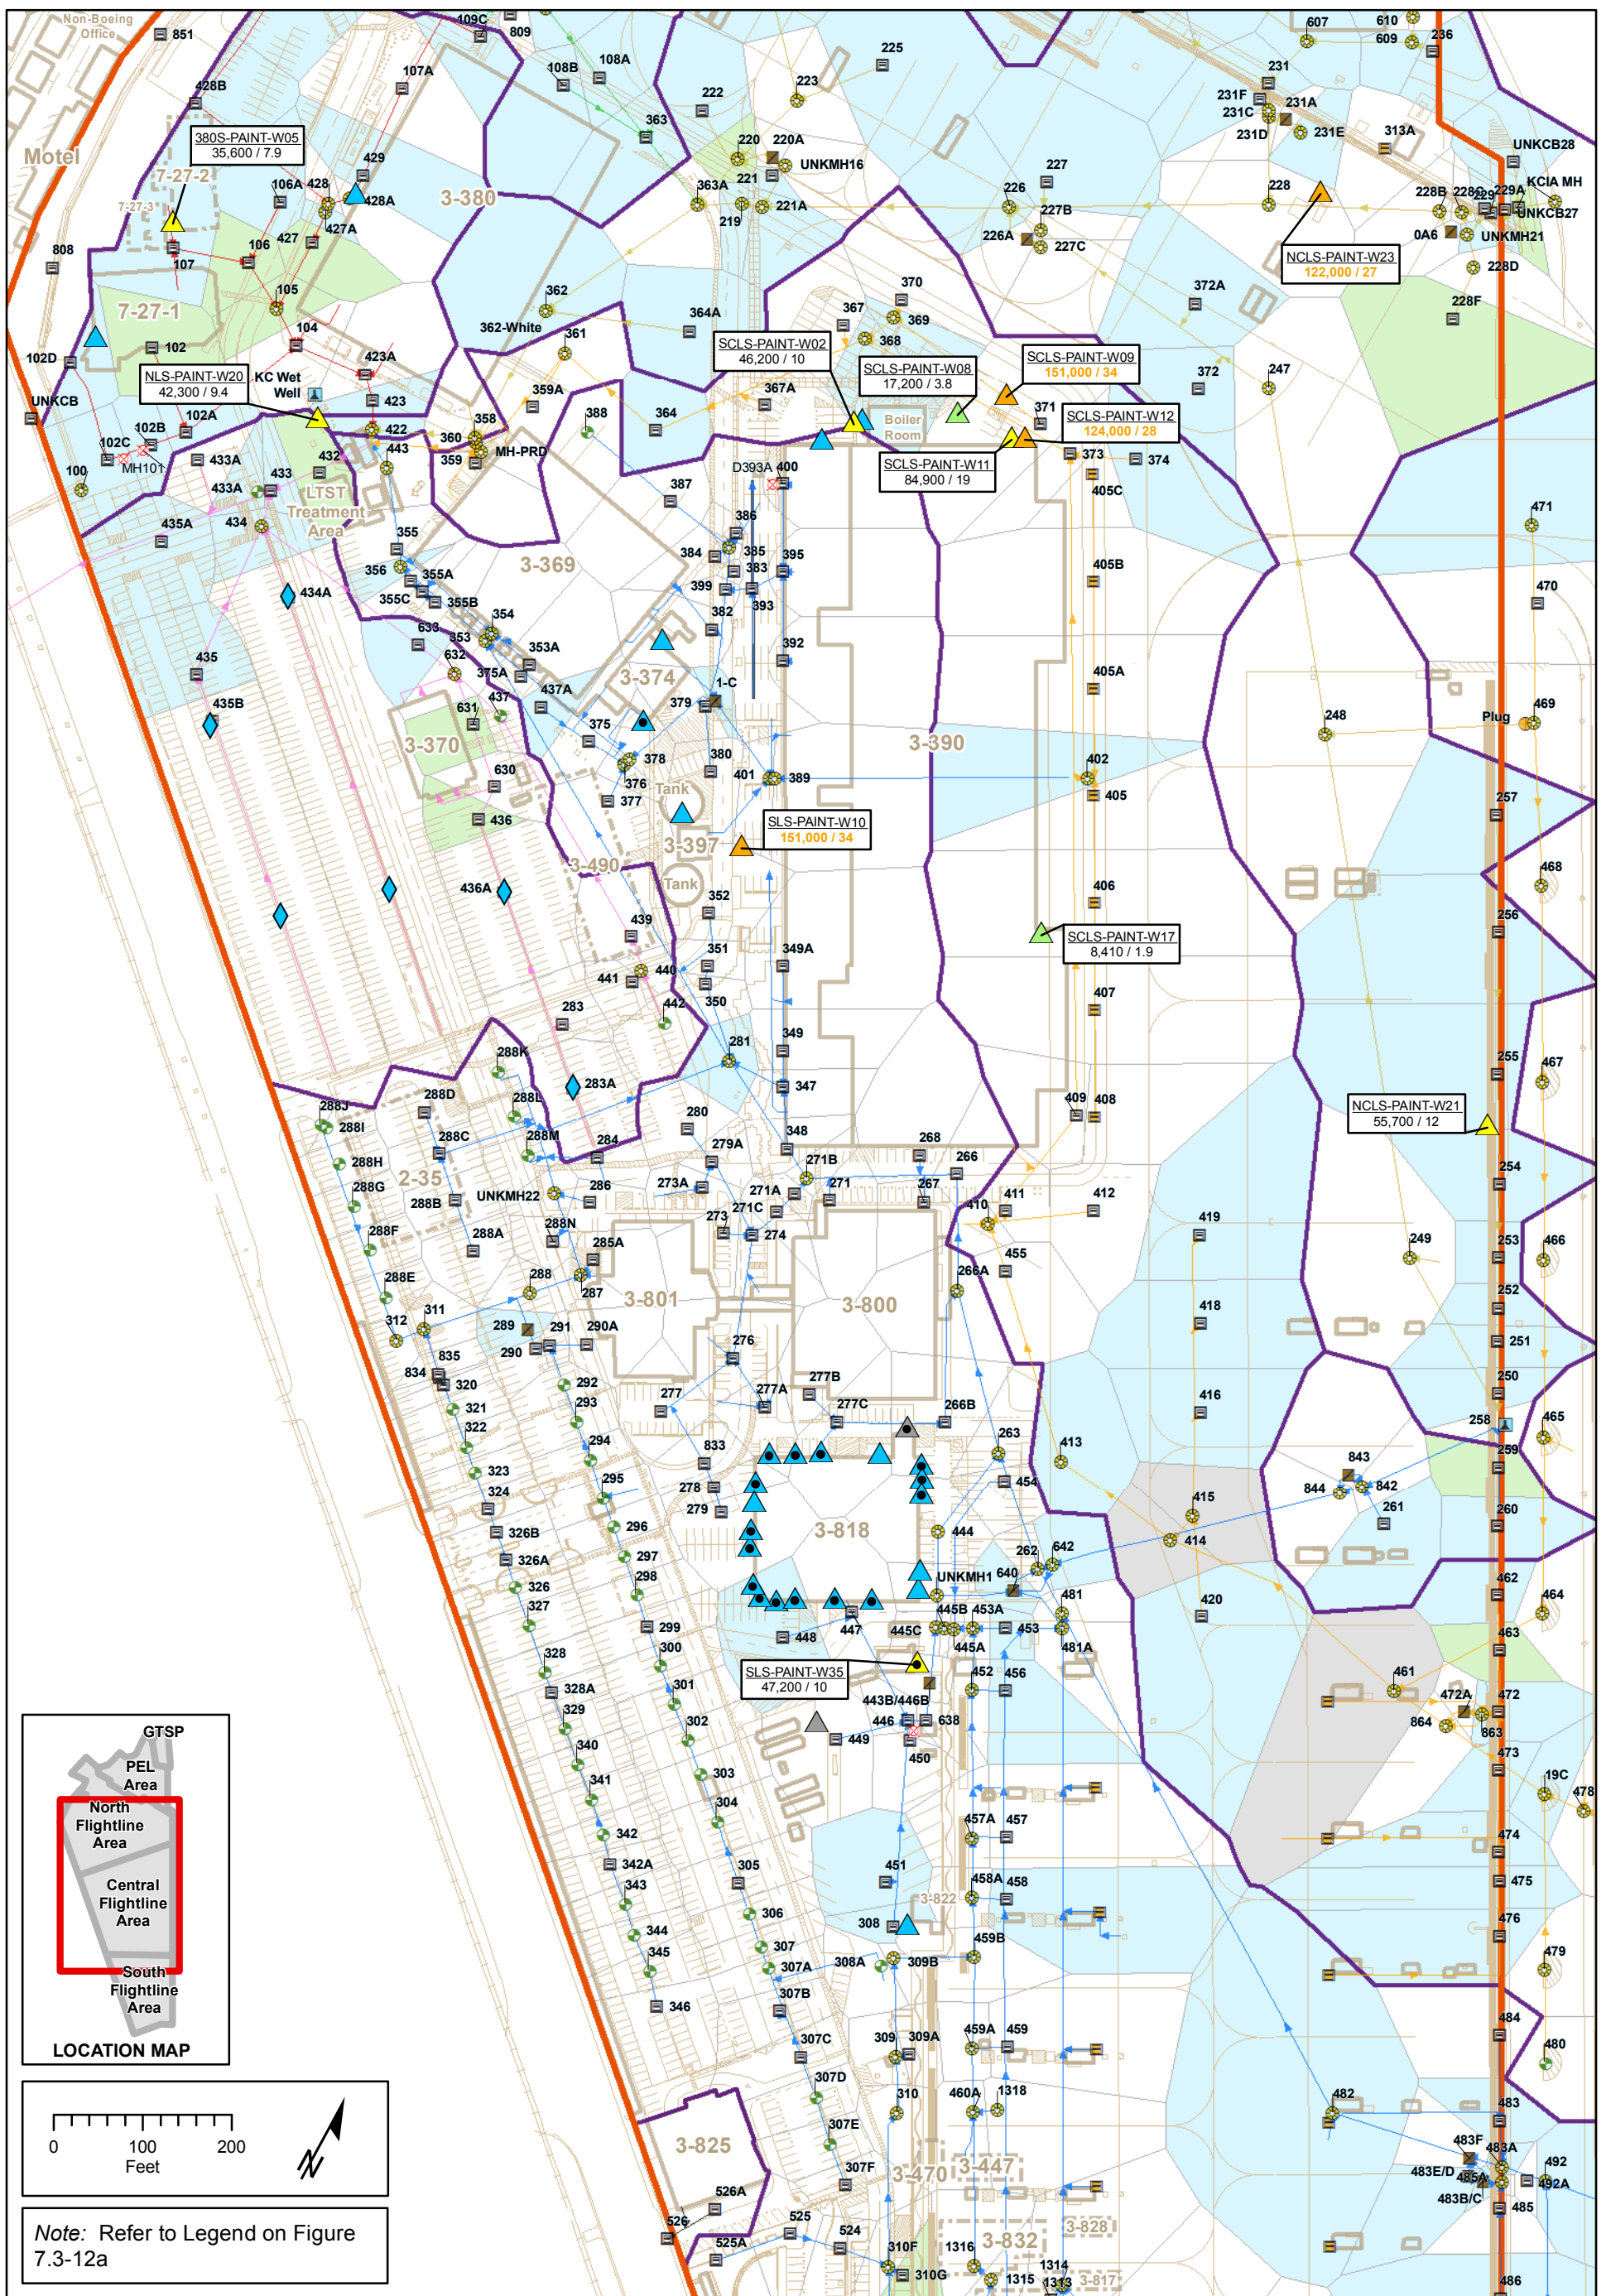 Non-Boeing
Office
851
109C
809
108B
108A
225
607
610
609
236
428B
107A
223
222
363
231
231F
231C
231D
231A
231E
313A
UNKCB28
380S-PAINT-W05
35,600 / 7.9
Motel
7-27-2
7-27-3
429
106A
428
428A
427
427A
220
220A
UNKMH16
221
363A
219
221A
3-380
227
226
227B
226A
227C
228
228B
228C
229
229A
KCIA MH
UNKCB27
0A6
UNKMH21
228D
NCLS-PAINT-W23
122,000 / 27
228F
808
107
106
105
7-27-1
104
102
102D
423A
362
362-White
361
364A
370
367
369
368
372A
372
247
SCLS-PAINT-W02
46,200 / 10
SCLS-PAINT-W08
17,200 / 3.8
SCLS-PAINT-W09
151,000 / 34
NLS-PAINT-W20
42,300 / 9.4
KC Wet
Well
UNKCB
102C
102B
102A
MH101
423
422
359A
358
360
359
MH-PRD
388
364
367A
Boiler
Room
371
SCLS-PAINT-W12
124,000 / 28
SCLS-PAINT-W11
84,900 / 19
373
374
405C
100
433A
433A
433
432
443
434
435A
LTST
Treatment
Area
D393A
400
387
386
384
385
383
395
399
393
382
392
405B
471
470
355
356
355A
355C
355B
3-369
354
353
353A
633
632
375A
434A
435
435B
437
437A
631
3-370
630
436
3-374
1-C
379
375
378
376
377
380
401
389
3-390
405A
402
405
248
Plug
469
Tank
3-397
Tank
SLS-PAINT-W10
151,000 / 34
257
468
406
3-490
436A
439
352
351
440
441
350
349A
442
283
281
349
347
SCLS-PAINT-W17
8,410 / 1.9
407
256
255
467
NCLS-PAINT-W21
55,700 / 12
288K
283A
288J
288I
288D
288L
288C
288M
284
280
279A
348
271B
268
266
409
408
254
288H
288G
2-35
288B
UNKMH22
286
273A
271A
271
267
271C
273
274
410
411
412
419
249
253
466
288F
288A
288N
285A
455
266A
252
288E
288
287
3-801
3-800
418
251
312
311
289
291
290A
290
276
250
835
834
320
321
322
323
324
326B
326A
326
327
328
328A
329
340
341
342
342A
343
344
345
346
292
293
294
295
296
297
298
299
300
301
302
303
304
305
306
307
307A
307B
307C
307D
307E
307F
277
277A
277B
277C
266B
416
258
465
263
413
259
833
278
279
454
843
844
842
261
260
415
414
3-818
444
262
642
UNKMH1
640
481
420
462
464
448
447
445B
453A
445C
445A
453
481A
463
SLS-PAINT-W35
47,200 / 10
452
456
461
443B/446B
446
638
449
450
472A
472
864
863
473
19C
478
457A
457
474
451
458A
458
475
3-822
308
476
308A
309B
459B
479
309
309A
459A
459
484
480
310
460A
1318
482
483
3-825
3-470
3-447
483F
483A
483E/D
485A
483B/C
492
492A
485
526A
526
525A
525
524
310F
310G
3-832
3-828
1316
1315
1314
1313
3-817
486
GTSP
PEL
Area
North
Flightline
Area
Central
Flightline
Area
South
Flightline
Area
LOCATION MAP
0 100 200
Feet
N
Note: Refer to Legend on Figure
7.3-12a